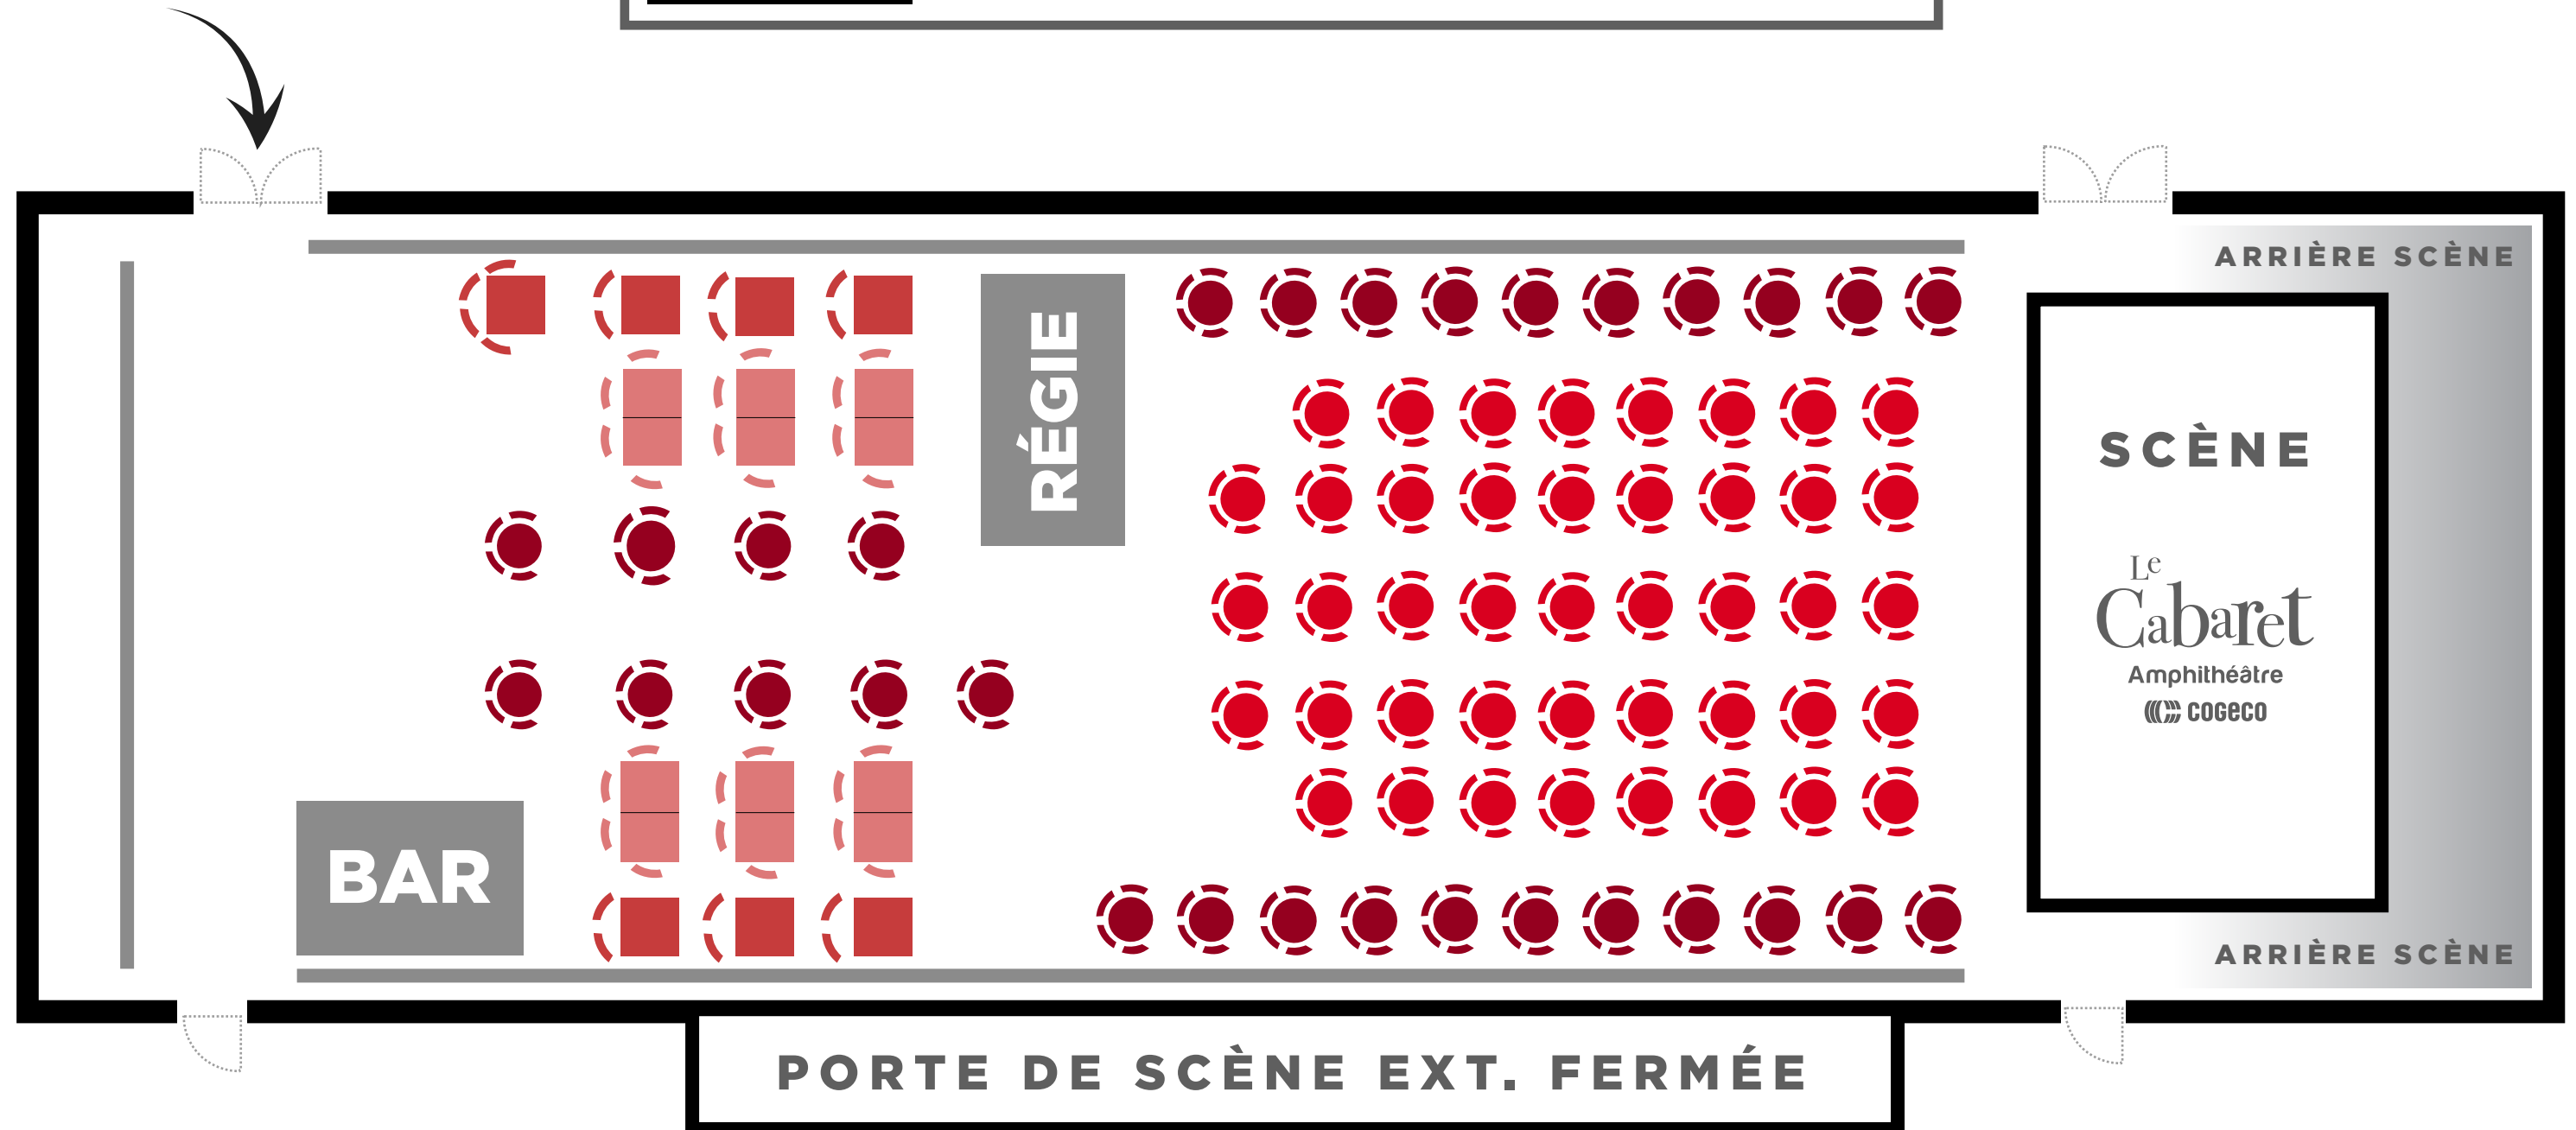 ARRIÈRE SCÈNE
RÉGIE
SCÈNE
Le
Cabaret
Amphithéâtre
COGECO
BAR
ARRIÈRE SCÈNE
PORTE DE SCÈNE EXT. FERMÉE